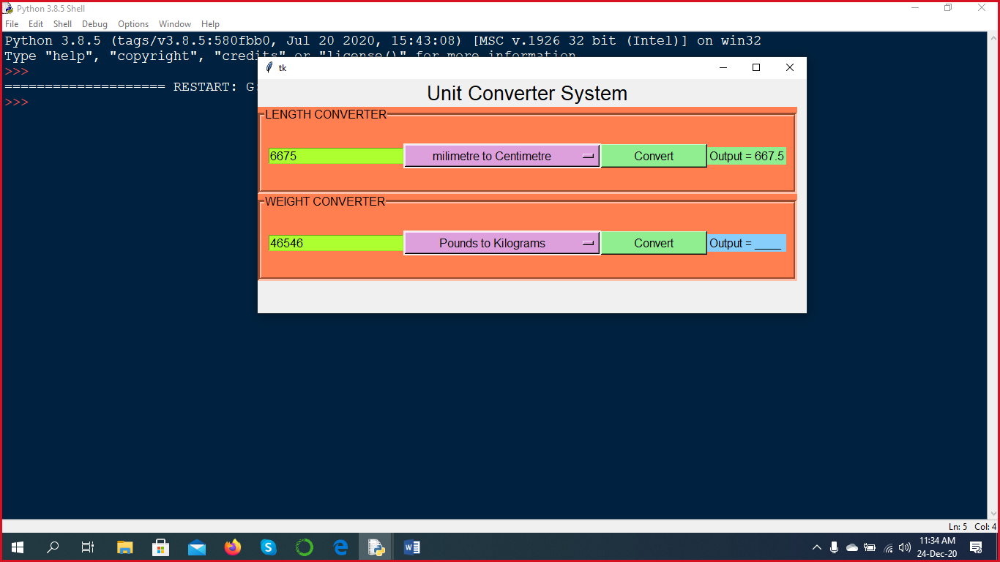 Python 3.8.5 Shell
File Edit Shell Debug Options Window Help
Python 3.8.5 (tags/v3.8.5:580fbb0, Jul 20 2020, 15:43:08) [MSC v.1926 32 bit (Intel)] on win32
Type "help", "copyright", "credits" or "license()" for more information
>>>
==================== RESTART: G:
>>>
tk
Unit Converter System
LENGTH CONVERTER
6675 milimetre to Centimetre Convert Output = 667.5
WEIGHT CONVERTER
46546 Pounds to Kilograms Convert Output = ____
Ln: 5 Col: 4
11:34 AM
24-Dec-20